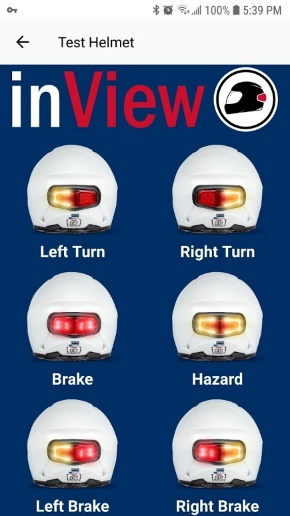 100% 5:39 PM
Test Helmet
inView
Left Turn
Right Turn
Brake
Hazard
Left Brake
Right Brake